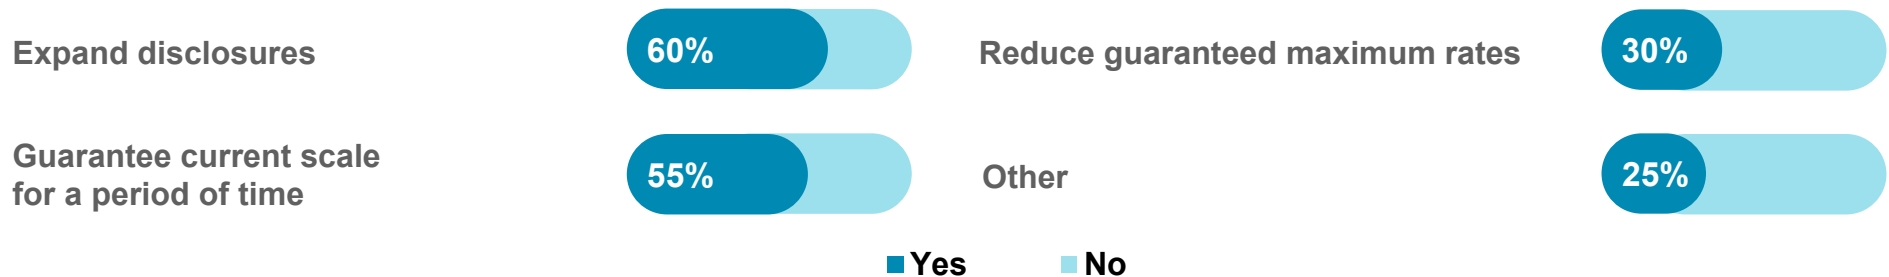 Expand disclosures
60%
Reduce guaranteed maximum rates
30%
Guarantee current scale
for a period of time
55%
Other
25%
Yes
No